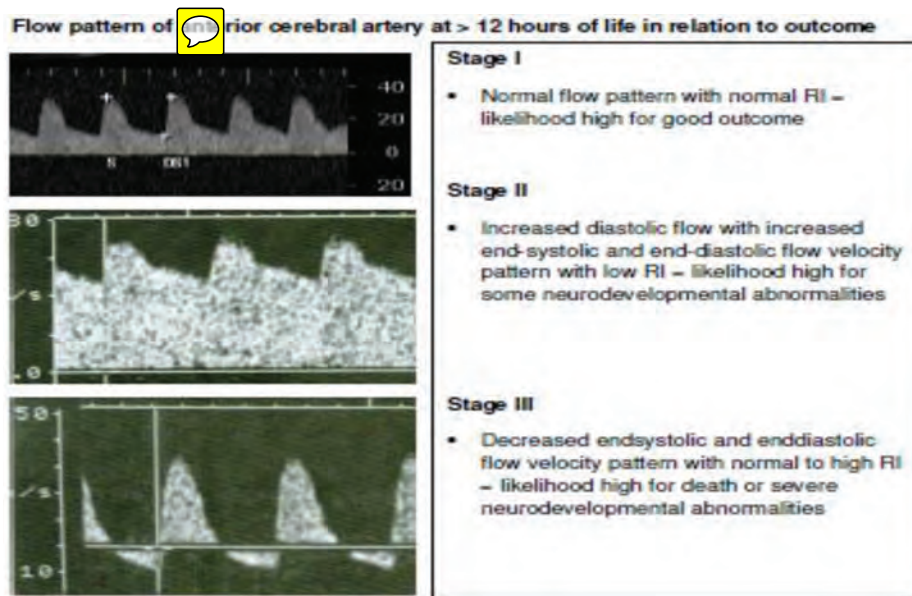 Flow pattern of anterior cerebral artery at > 12 hours of life in relation to outcome
40
20
0
20
S
DS1
80
/s
.0
50
/s
10
Stage I
• Normal flow pattern with normal RI –
likelihood high for good outcome
Stage II
• Increased diastolic flow with increased
end-systolic and end-diastolic flow velocity
pattern with low RI – likelihood high for
some neurodevelopmental abnormalities
Stage III
• Decreased endsystolic and enddiastolic
flow velocity pattern with normal to high RI
– likelihood high for death or severe
neurodevelopmental abnormalities